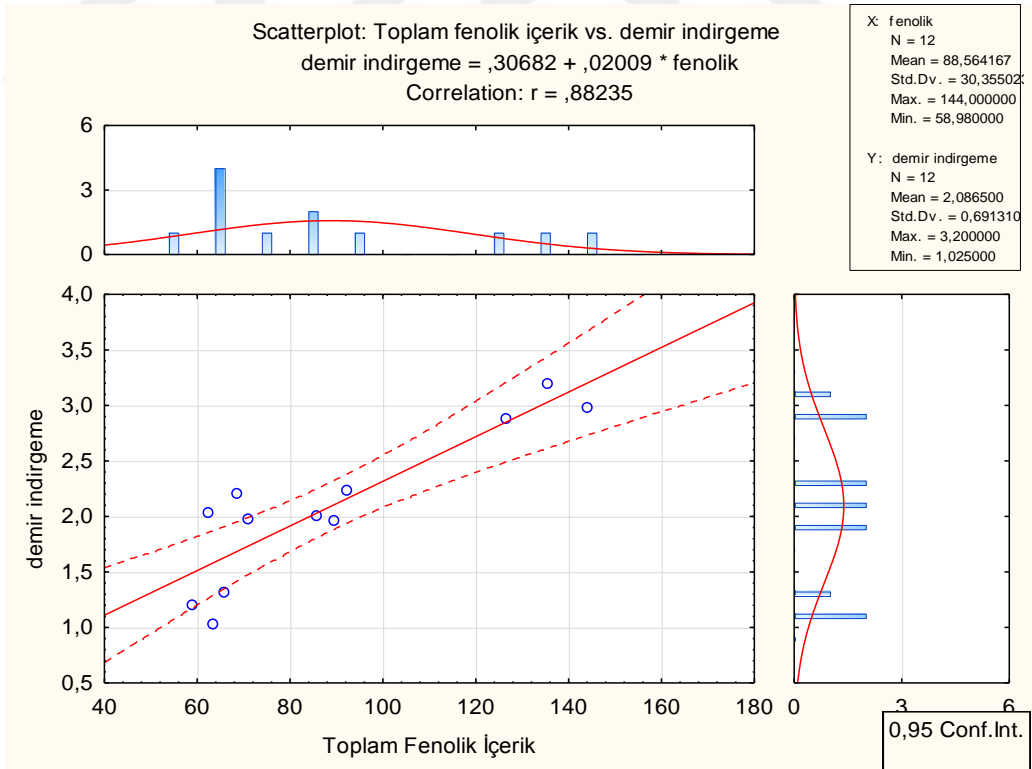 Scatterplot: Toplam fenolik içerik vs. demir indirgeme
demir indirgeme = ,30682 + ,02009 * fenolik
Correlation: r = ,88235
X: fenolik
N = 12
Mean = 88,564167
Std.Dv. = 30,35502
Max. = 144,000000
Min. = 58,980000
Y: demir indirgeme
N = 12
Mean = 2,086500
Std.Dv. = 0,691310
Max. = 3,200000
Min. = 1,025000
6
3
0
4,0
3,5
3,0
2,5
2,0
1,5
1,0
0,5
demir indirgeme
40 60 80 100 120 140 160 180
Toplam Fenolik İçerik
0 3 6
0,95 Conf.Int.